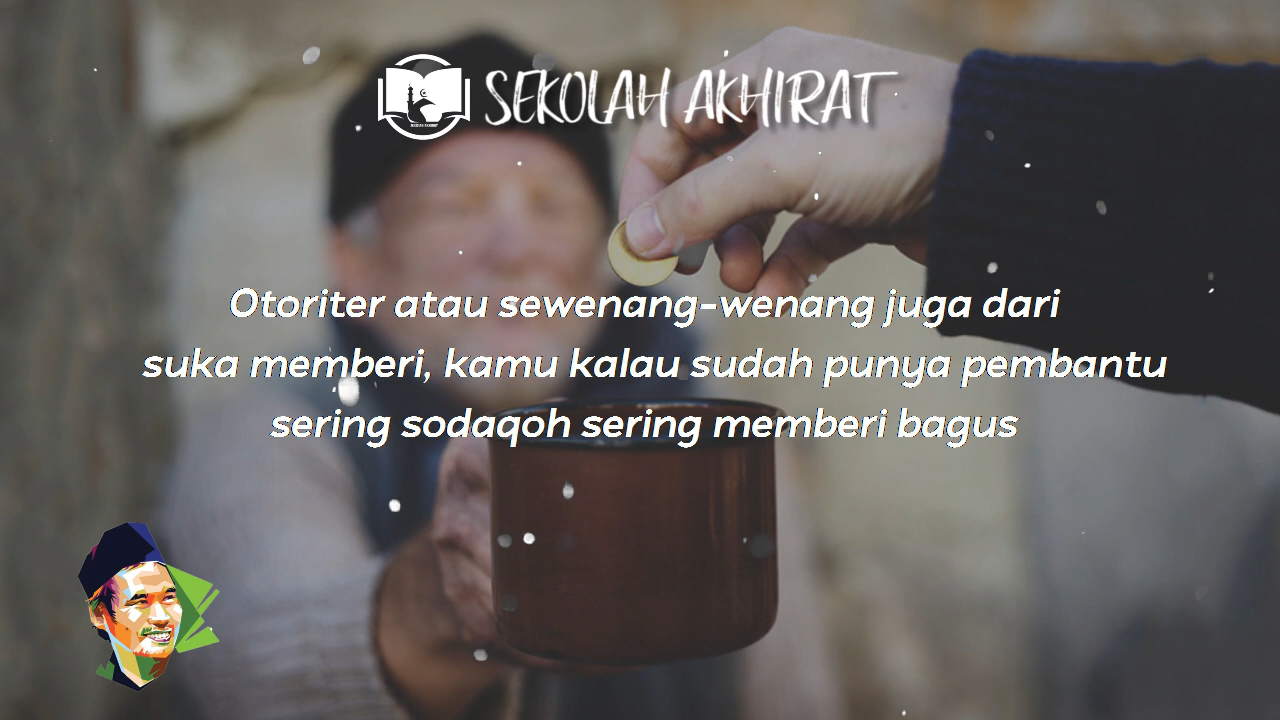 SEKOLAH AKHIRAT
Otoriter atau sewenang-wenang juga dari
suka memberi, kamu kalau sudah punya pembantu
sering sodaqoh sering memberi bagus